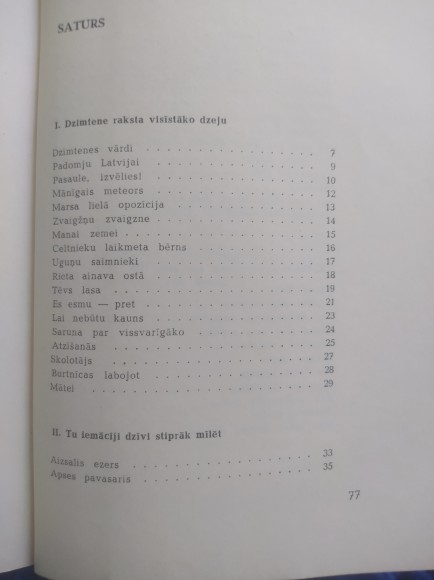 SATURS
I. Dzimtene raksta visīstāko dzeju
Dzimtenes vārdi . . . . . . . . . . . . 7
Padomju Latvijai . . . . . . . . . . . . 9
Pasaule, izvēlies! . . . . . . . . . . . . 10
Mānīgais meteors . . . . . . . . . . . . 12
Marsa lielā opozīcija . . . . . . . . . . . 13
Zvaigžņu zvaigzne . . . . . . . . . . . 14
Manai zemei . . . . . . . . . . . . . 15
Celtnieku laikmeta bērns . . . . . . . . . . 16
Uguņu saimnieki . . . . . . . . . . . . 17
Rieta ainava ostā . . . . . . . . . . . . 18
Tēvs lasa . . . . . . . . . . . . . . 19
Es esmu — pret . . . . . . . . . . . . 21
Lai nebūtu kauns . . . . . . . . . . . . 23
Saruna par vissvarīgāko . . . . . . . . . . 24
Atzīšanās . . . . . . . . . . . . . . 25
Skolotājs . . . . . . . . . . . . . . 27
Burtnīcas labojot . . . . . . . . . . . . 28
Mātei . . . . . . . . . . . . . . . 29
II. Tu iemācīji dzīvi stiprāk mīlēt
Aizsalis ezers . . . . . . . . . . . . . 33
Apses pavasaris . . . . . . . . . . . . 35
77